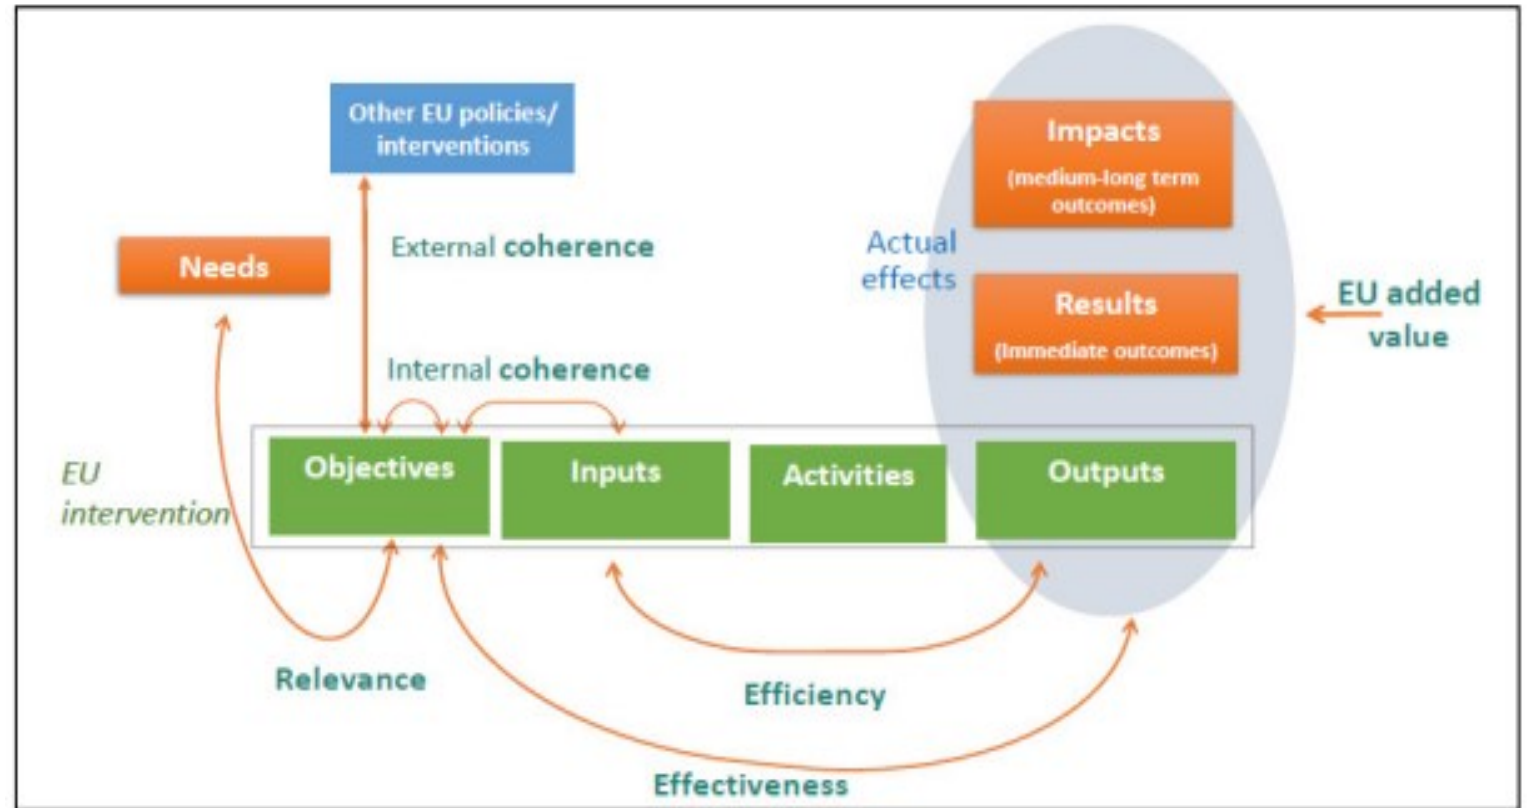 Other EU policies/
interventions
Impacts
(medium-long term
outcomes)
Needs
External coherence
Actual
effects
Results
(Immediate outcomes)
EU added
value
Internal coherence
EU
intervention
Objectives
Inputs
Activities
Outputs
Relevance
Efficiency
Effectiveness